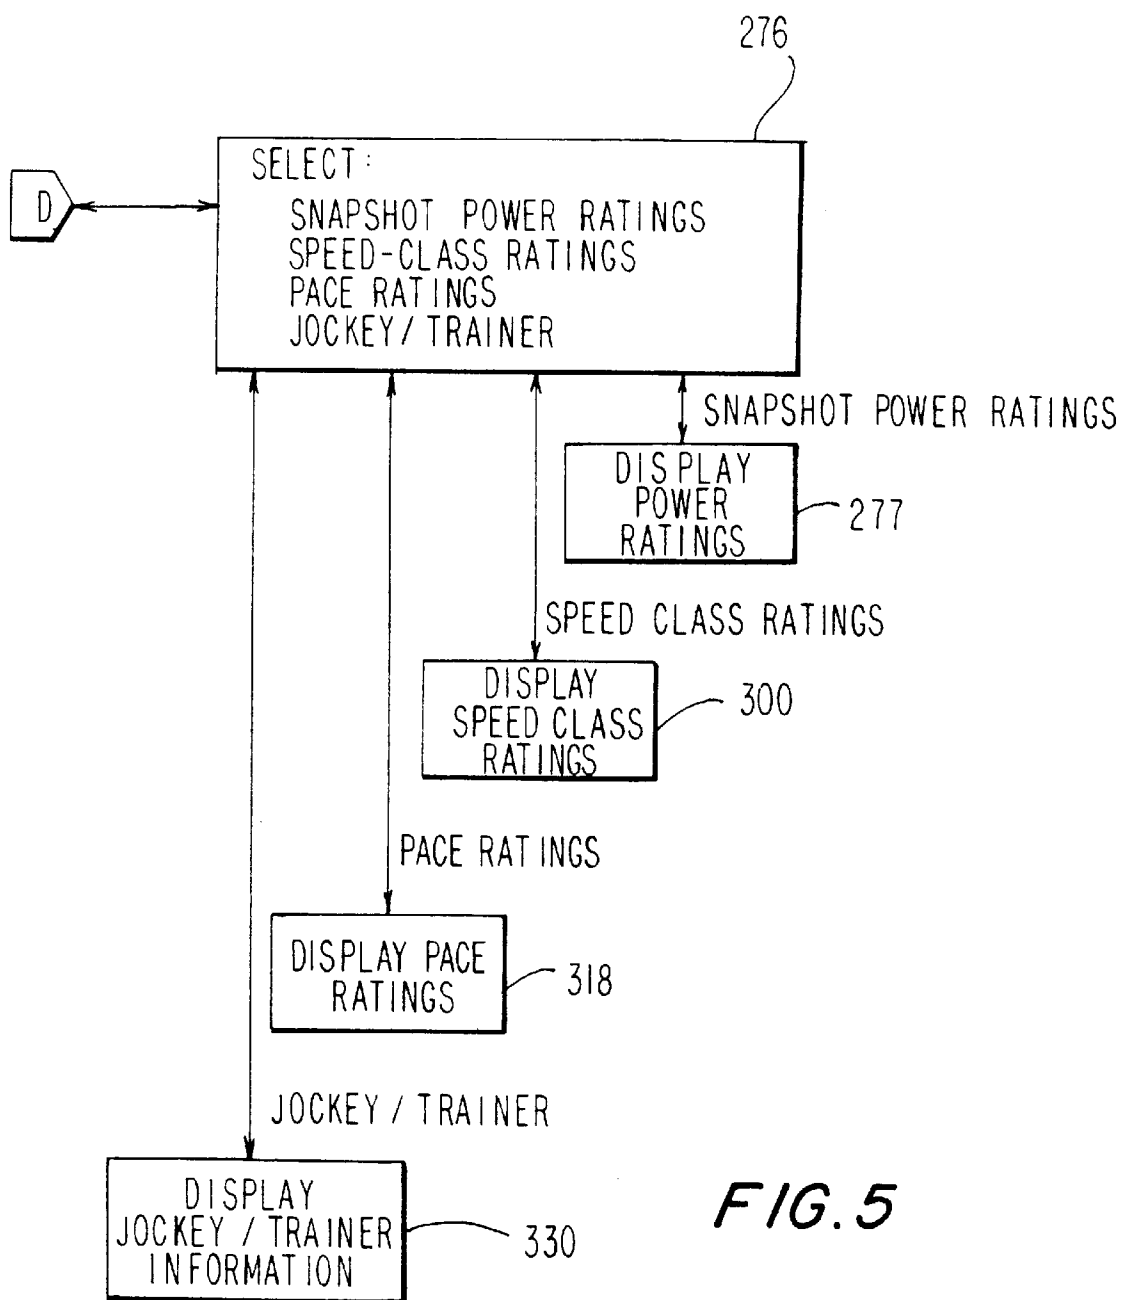 276
D
SELECT:
SNAPSHOT POWER RATINGS
SPEED-CLASS RATINGS
PACE RATINGS
JOCKEY/TRAINER
SNAPSHOT POWER RATINGS
DISPLAY
POWER
RATINGS
277
SPEED CLASS RATINGS
DISPLAY
SPEED CLASS
RATINGS
300
PACE RATINGS
DISPLAY PACE
RATINGS
318
JOCKEY / TRAINER
DISPLAY
JOCKEY / TRAINER
INFORMATION
330
FIG. 5